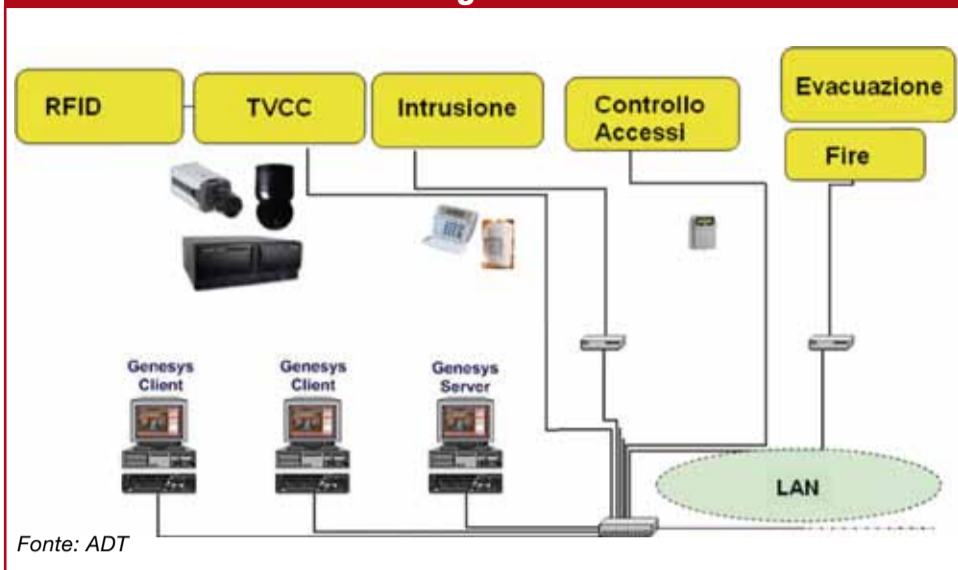 RFID
TVCC
Intrusione
Controllo
Accessi
Evacuazione
Fire
Genesys
Client
Genesys
Client
Genesys
Server
LAN
Fonte: ADT